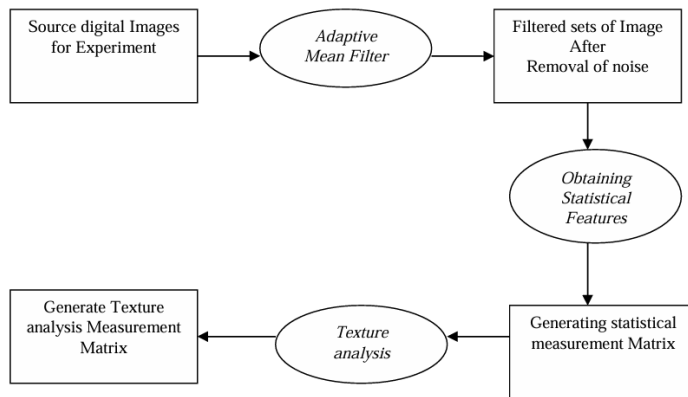 Source digital Images
for Experiment
Adaptive
Mean Filter
Filtered sets of Image
After
Removal of noise
Obtaining
Statistical
Features
Generating statistical
measurement Matrix
Texture
analysis
Generate Texture
analysis Measurement
Matrix